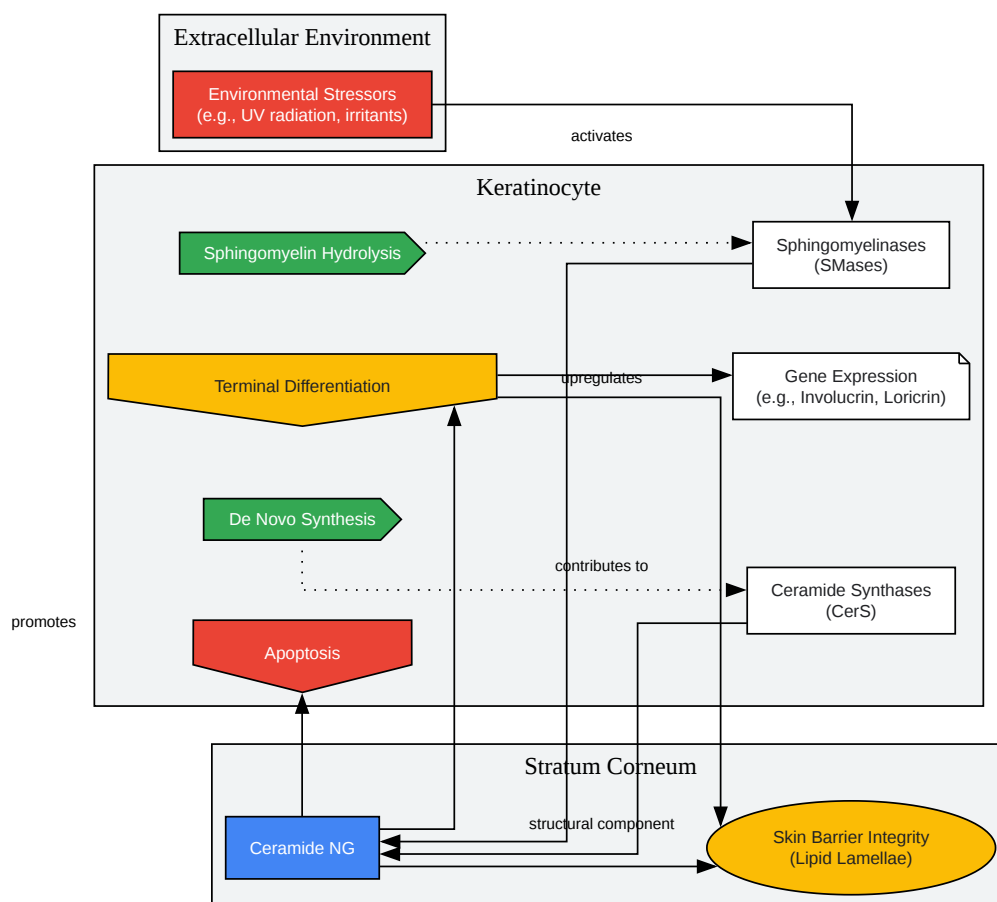 Extracellular Environment
Environmental Stressors
(e.g., UV radiation, irritants)
activates
Keratinocyte
Sphingomyelin Hydrolysis
Sphingomyelinases
(SMases)
Terminal Differentiation
upregulates
Gene Expression
(e.g., Involucrin, Loricrin)
De Novo Synthesis
contributes to
Ceramide Synthases
(CerS)
promotes
Apoptosis
Stratum Corneum
structural component
Ceramide NG
Skin Barrier Integrity
(Lipid Lamellae)